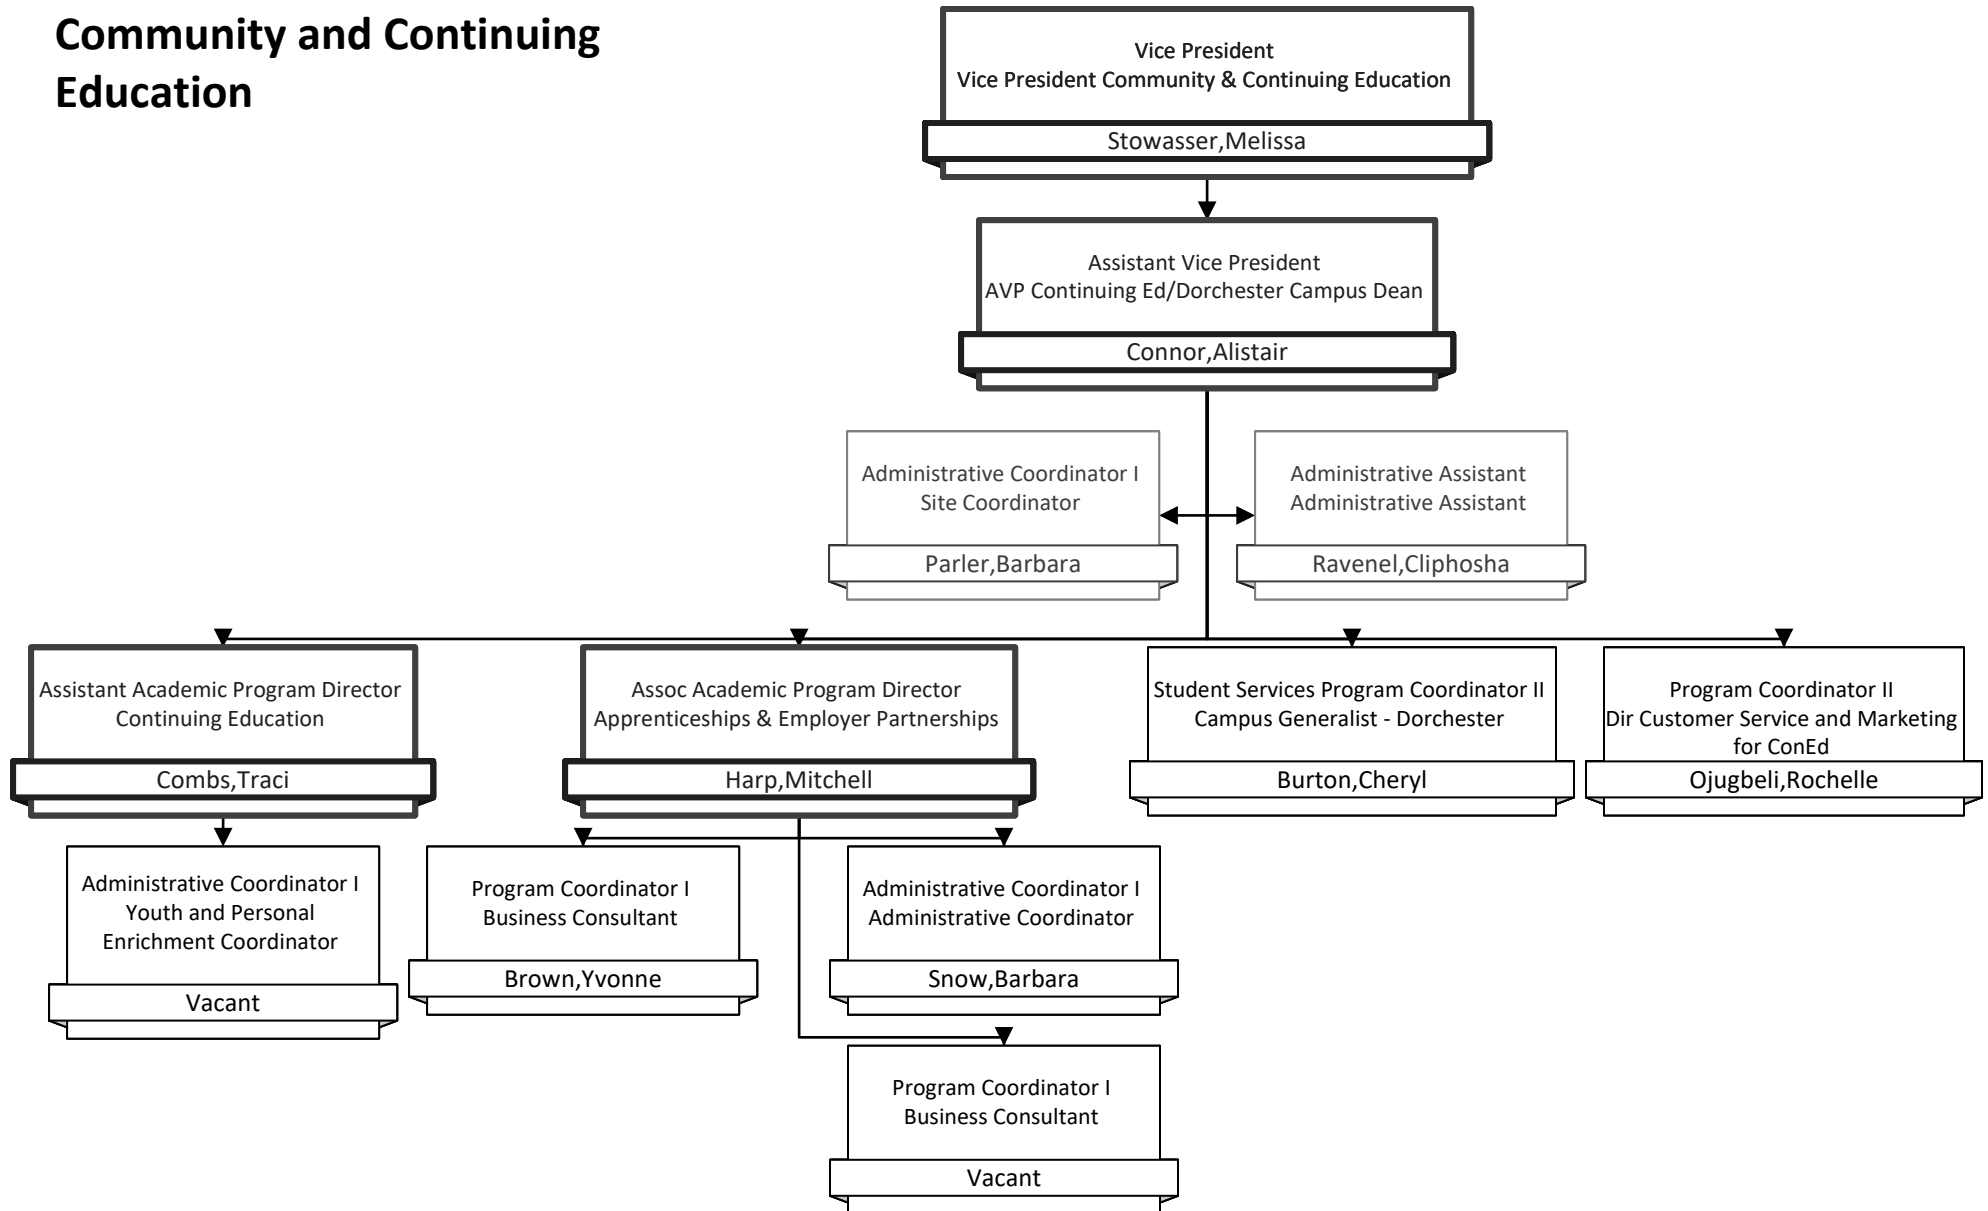 Community and Continuing
Education
Vice President
Vice President Community & Continuing Education
Stowasser,Melissa
Assistant Vice President
AVP Continuing Ed/Dorchester Campus Dean
Connor,Alistair
Administrative Coordinator I
Site Coordinator
Parler,Barbara
Administrative Assistant
Administrative Assistant
Ravenel,Cliphosha
Assistant Academic Program Director
Continuing Education
Combs,Traci
Assoc Academic Program Director
Apprenticeships & Employer Partnerships
Harp,Mitchell
Student Services Program Coordinator II
Campus Generalist - Dorchester
Burton,Cheryl
Program Coordinator II
Dir Customer Service and Marketing
for ConEd
Ojugbeli,Rochelle
Administrative Coordinator I
Youth and Personal
Enrichment Coordinator
Vacant
Program Coordinator I
Business Consultant
Brown,Yvonne
Administrative Coordinator I
Administrative Coordinator
Snow,Barbara
Program Coordinator I
Business Consultant
Vacant